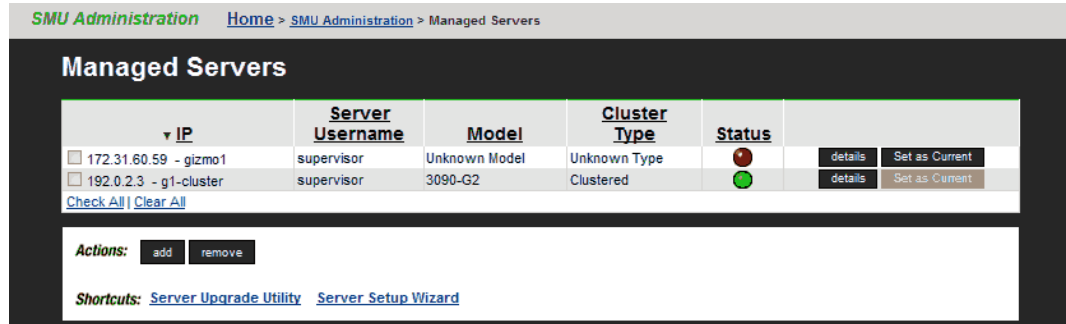 SMU Administration Home > SMU Administration > Managed Servers
Managed Servers
IP Server Username Model Cluster Type Status
172.31.60.59 - gizmo1 supervisor Unknown Model Unknown Type details Set as Current
192.0.2.3 - g1-cluster supervisor 3090-G2 Clustered details Set as Current
Check All | Clear All
Actions: add remove
Shortcuts: Server Upgrade Utility Server Setup Wizard